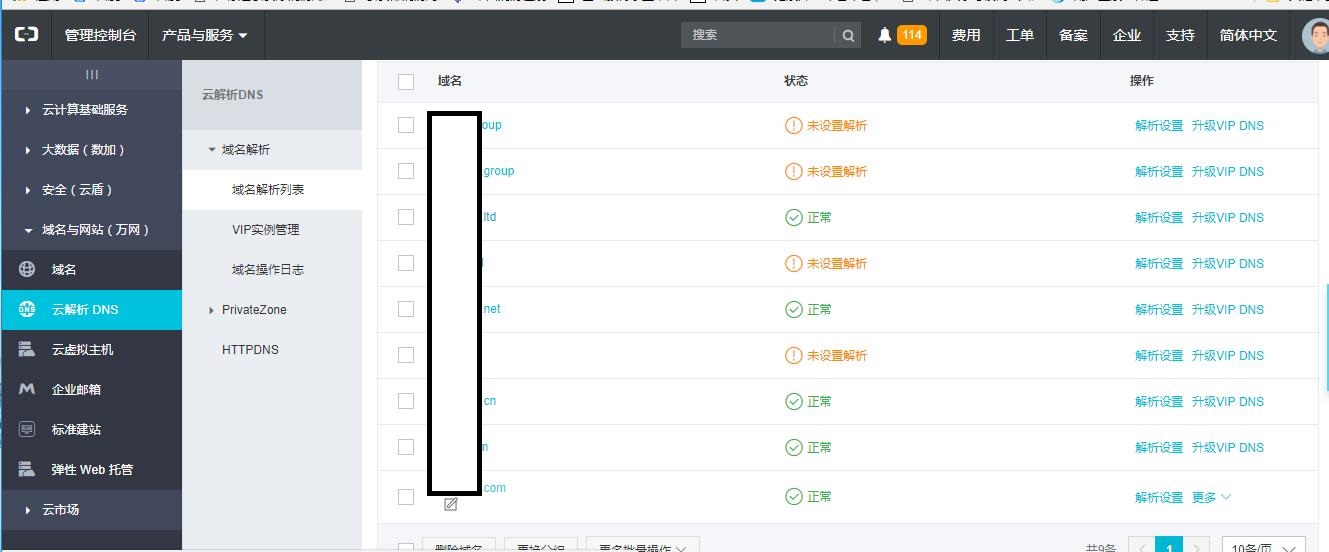 管理控制台 产品与服务 搜索 114 费用 工单 备案 企业 支持 简体中文
云计算基础服务
大数据（数加）
安全（云盾）
域名与网站（万网）
域名
DNS 云解析 DNS
云虚拟主机
企业邮箱
标准建站
弹性 Web 托管
云市场
云解析DNS
域名解析
域名解析列表
VIP实例管理
域名操作日志
PrivateZone
HTTPDNS
域名 状态 操作
oup 未设置解析 解析设置 升级VIP DNS
group 未设置解析 解析设置 升级VIP DNS
ltd 正常 解析设置 升级VIP DNS
未设置解析 解析设置 升级VIP DNS
.net 正常 解析设置 升级VIP DNS
未设置解析 解析设置 升级VIP DNS
.cn 正常 解析设置 升级VIP DNS
正常 解析设置 升级VIP DNS
.com 正常 解析设置 更多
删除域名 更换分组 更多批量操作 共9条 1 10条/页